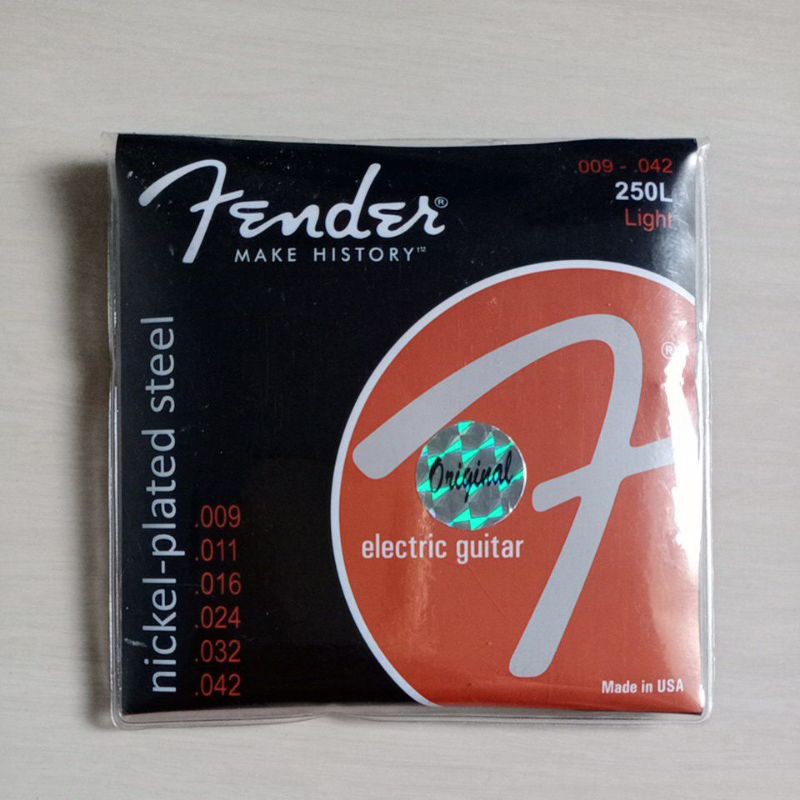 Fender®
MAKE HISTORY™
.009 - .042
250L
Light
nickel-plated steel
.009
.011
.016
.024
.032
.042
F®
Original
electric guitar
Made in USA